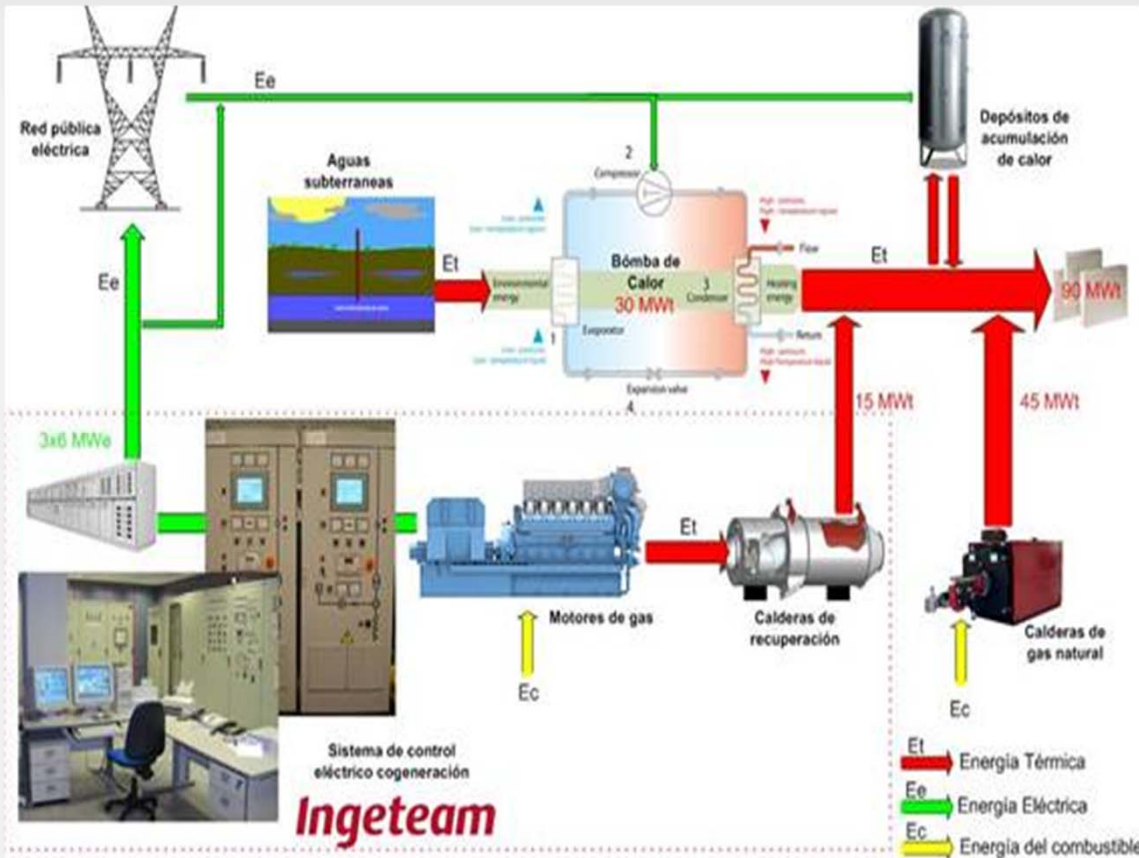 Ee
Red pública
eléctrica
Aguas
subterraneas
2
Compressor
Depósitos de
acumulación
de calor
Flow
Ee
Et
Environmental
energy
Bómba de
Calor
30 MWt
3
Condensor
Heating
energy
Et
90 MWt
1
Evaporator
Return
Expansion valve
4
15 MWt
45 MWt
3x6 MWe
Et
Motores de gas
Calderas de
recuperación
Calderas de
gas natural
Ec
Ec
Sistema de control
eléctrico cogeneración
Ingeteam
Et
Energía Térmica
Ee
Energía Eléctrica
Ec
Energía del combustible